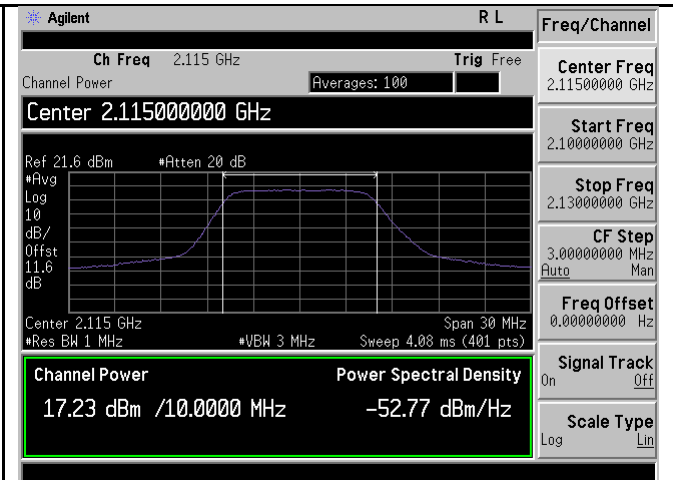 Agilent R L
Ch Freq 2.115 GHz Trig Free
Channel Power Averages: 100
Center 2.115000000 GHz
Ref 21.6 dBm #Atten 20 dB
#Avg
Log
10
dB/
Offst
11.6
dB
Center 2.115 GHz Span 30 MHz
#Res BW 1 MHz #VBW 3 MHz Sweep 4.08 ms (401 pts)
Channel Power Power Spectral Density
17.23 dBm /10.0000 MHz -52.77 dBm/Hz
Freq/Channel
Center Freq
2.11500000 GHz
Start Freq
2.10000000 GHz
Stop Freq
2.13000000 GHz
CF Step
3.00000000 MHz
Auto Man
Freq Offset
0.00000000 Hz
Signal Track
On Off
Scale Type
Log Lin